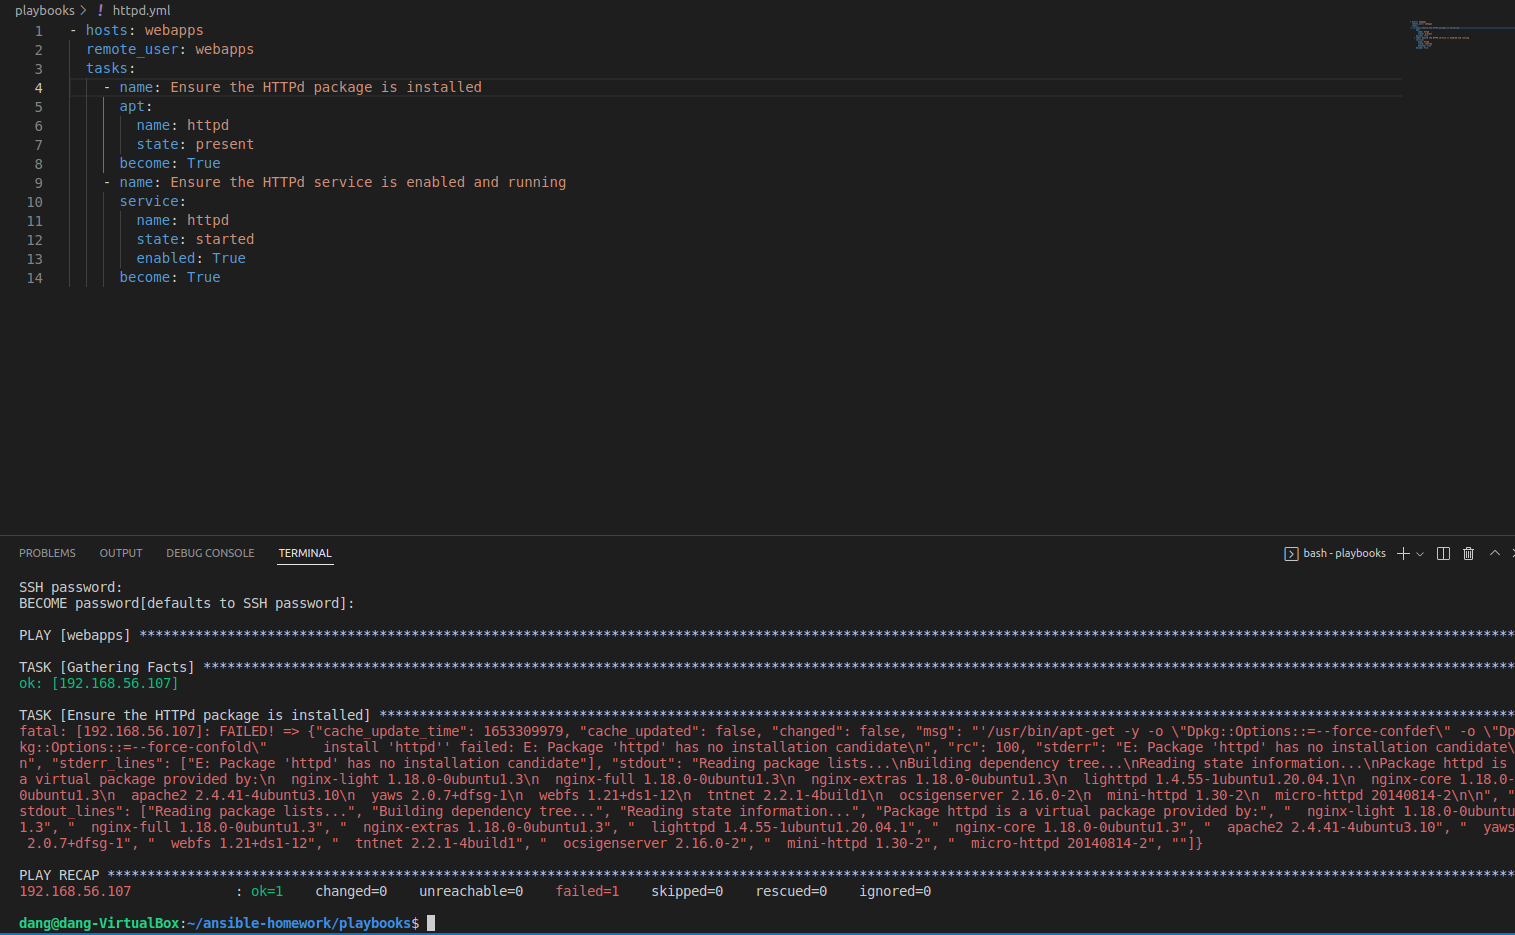 playbooks > ! httpd.yml
1 - hosts: webapps
2 remote_user: webapps
3 tasks:
4 - name: Ensure the HTTPd package is installed
5 apt:
6 name: httpd
7 state: present
8 become: True
9 - name: Ensure the HTTPd service is enabled and running
10 service:
11 name: httpd
12 state: started
13 enabled: True
14 become: True
PROBLEMS OUTPUT DEBUG CONSOLE TERMINAL bash - playbooks
SSH password:
BECOME password[defaults to SSH password]:
PLAY [webapps] ****************************************************************************************************************************************************************************
TASK [Gathering Facts] ********************************************************************************************************************************************************************
ok: [192.168.56.107]
TASK [Ensure the HTTPd package is installed] **********************************************************************************************************************************************
fatal: [192.168.56.107]: FAILED! => {"cache_update_time": 1653309979, "cache_updated": false, "changed": false, "msg": "'/usr/bin/apt-get -y -o \"Dpkg::Options::=--force-confdef\" -o \"Dp
kg::Options::=--force-confold\"       install 'httpd'' failed: E: Package 'httpd' has no installation candidate\n", "rc": 100, "stderr": "E: Package 'httpd' has no installation candidate\
n", "stderr_lines": ["E: Package 'httpd' has no installation candidate"], "stdout": "Reading package lists...\nBuilding dependency tree...\nReading state information...\nPackage httpd is
a virtual package provided by:\n  nginx-light 1.18.0-0ubuntu1.3\n  nginx-full 1.18.0-0ubuntu1.3\n  nginx-extras 1.18.0-0ubuntu1.3\n  lighttpd 1.4.55-1ubuntu1.20.04.1\n  nginx-core 1.18.0-
0ubuntu1.3\n  apache2 2.4.41-4ubuntu3.10\n  yaws 2.0.7+dfsg-1\n  webfs 1.21+ds1-12\n  tntnet 2.2.1-4build1\n  ocsigenserver 2.16.0-2\n  mini-httpd 1.30-2\n  micro-httpd 20140814-2\n\n", "
stdout_lines": ["Reading package lists...", "Building dependency tree...", "Reading state information...", "Package httpd is a virtual package provided by:", "  nginx-light 1.18.0-0ubuntu
1.3", "  nginx-full 1.18.0-0ubuntu1.3", "  nginx-extras 1.18.0-0ubuntu1.3", "  lighttpd 1.4.55-1ubuntu1.20.04.1", "  nginx-core 1.18.0-0ubuntu1.3", "  apache2 2.4.41-4ubuntu3.10", "  yaws
2.0.7+dfsg-1", "  webfs 1.21+ds1-12", "  tntnet 2.2.1-4build1", "  ocsigenserver 2.16.0-2", "  mini-httpd 1.30-2", "  micro-httpd 20140814-2", ""]}
PLAY RECAP ********************************************************************************************************************************************************************************
192.168.56.107             : ok=1    changed=0    unreachable=0    failed=1    skipped=0    rescued=0    ignored=0
dang@dang-VirtualBox:~/ansible-homework/playbooks$